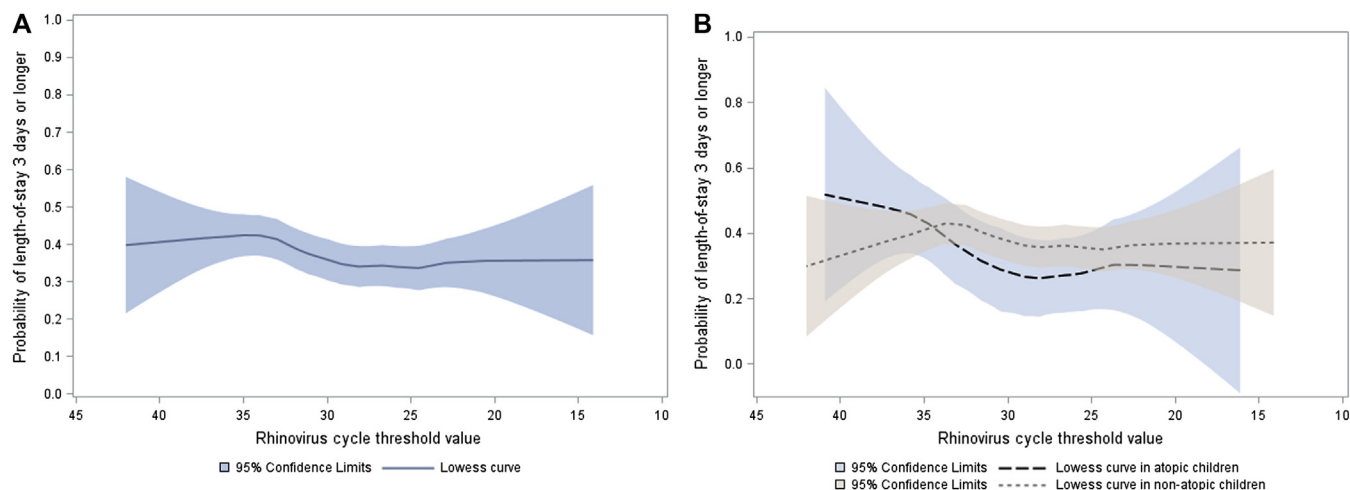 A
Probability of length-of-stay 3 days or longer
1.0
0.9
0.8
0.7
0.6
0.5
0.4
0.3
0.2
0.1
0.0
45 40 35 30 25 20 15 10
Rhinovirus cycle threshold value
95% Confidence Limits Lowess curve
B
Probability of length-of-stay 3 days or longer
1.0
0.8
0.6
0.4
0.2
0.0
45 40 35 30 25 20 15 10
Rhinovirus cycle threshold value
95% Confidence Limits Lowess curve in atopic children
95% Confidence Limits Lowess curve in non-atopic children